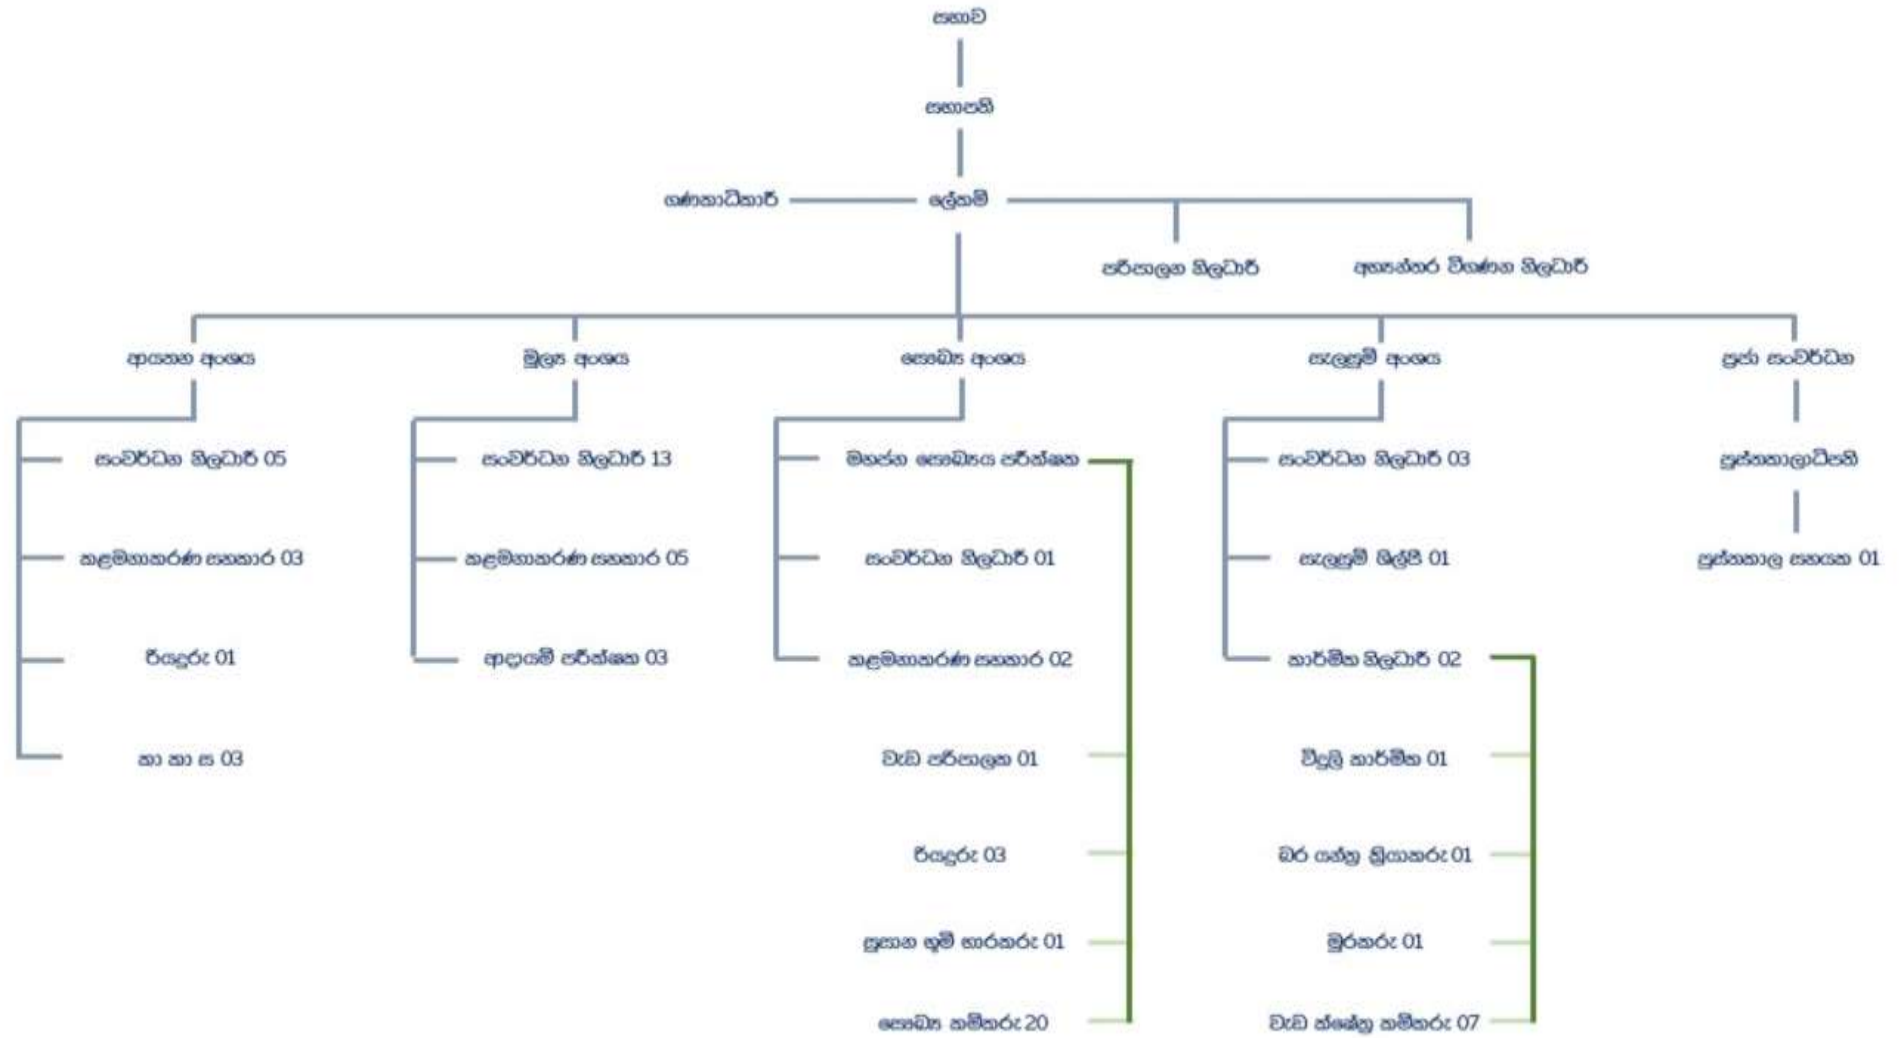 සභාව
සභාපති
ගණකාධිකාරී
ලේකම්
පරිපාලන නිලධාරී
අභ්‍යන්තර විගණන නිලධාරී
ආයතන අංශය
මූල්‍ය අංශය
සෞඛ්‍ය අංශය
සැලසුම් අංශය
ප්‍රජා සංවර්ධන
සංවර්ධන නිලධාරී 05
සංවර්ධන නිලධාරී 13
මහජන සෞඛ්‍යය පරීක්ෂක
සංවර්ධන නිලධාරී 03
පුස්තකාලාධිපති
කළමනාකරණ සහකාර 03
කළමනාකරණ සහකාර 05
සංවර්ධන නිලධාරී 01
සැලසුම් ශිල්පී 01
පුස්තකාල සහයක 01
රියදුරු 01
ආදායම් පරීක්ෂක 03
කළමනාකරණ සහකාර 02
කාර්මික නිලධාරී 02
කා කා ස 03
වැඩ පරිපාලක 01
විදුලි කාර්මික 01
රියදුරු 03
බර යන්ත්‍ර ක්‍රියාකරු 01
සුසාන භූමි භාරකරු 01
මුරකරු 01
සෞඛ්‍ය කම්කරු 20
වැඩ ක්ෂේත්‍ර කම්කරු 07